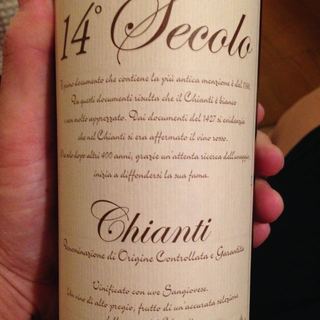 14° Secolo
Il primo documento che contiene la più antica menzione è del
Da questi documenti risulta che il Chianti è bianco
e non molto apprezzato. Dai documenti del 1427 si evidenzia
che nel Chianti si era affermato il vino rosso.
dopo altri 400 anni, grazie un'attenta ricerca dell'uvaggio,
inizia a diffondersi la sua fama.
Chianti
Denominazione di Origine Controllata e Garantita
Vinificato con uve Sangiovese.
Un vino di alto pregio; frutto di un'accurata selezione